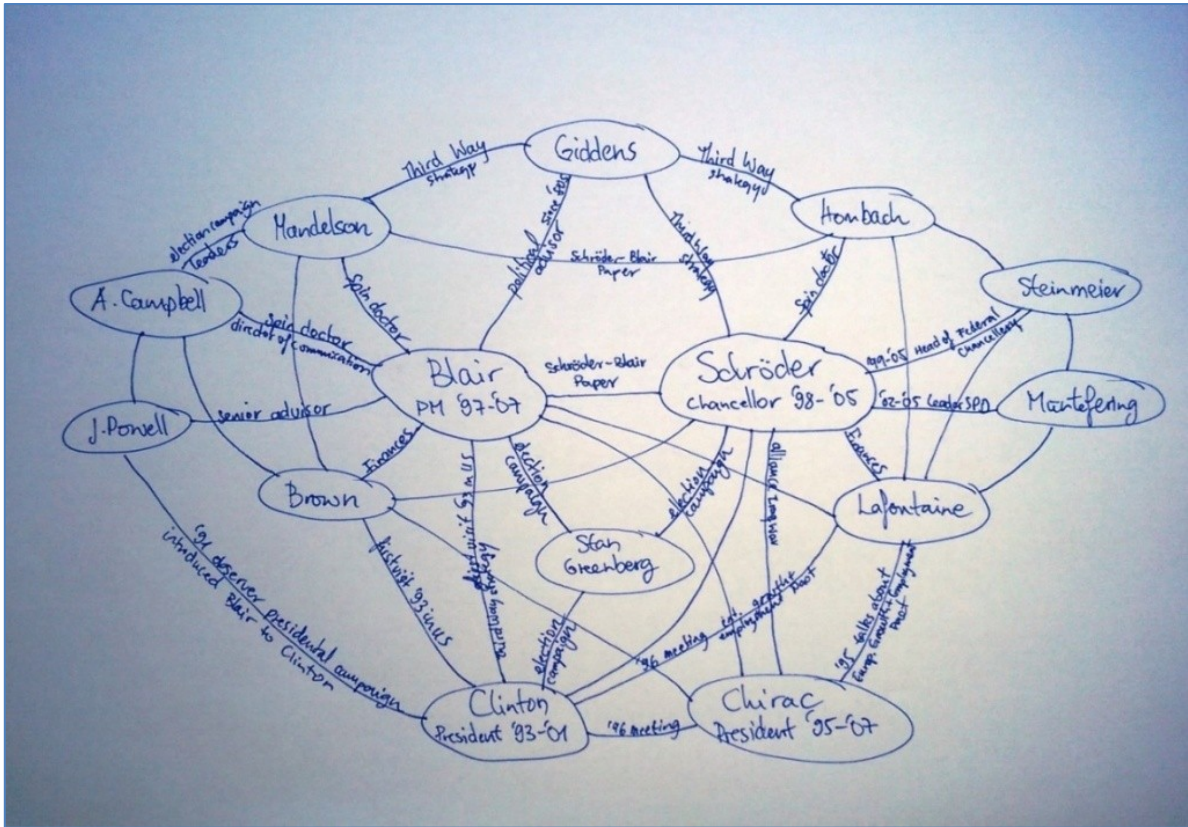 Giddens
Third Way
strategy
Third Way
strategy
Mandelson
Hombach
election campaign
leaders
political advisor since '80s
Third Way
strategy
Schröder-Blair
Paper
Spin doctor
Spin doctor
A. Campbell
Steinmeier
Spin doctor
director of communication
Blair
PM '97-'07
Schröder-Blair
Paper
Schröder
Chancellor '98-'05
'99-'05 Head of Federal
Chancellery
J. Powell
senior advisor
'02-'05 Leader SPD
Müntefering
Finances
election
campaign
election
campaign
alliance
Finances
Brown
Lafontaine
Stan
Greenberg
first visit '93 in US
first visit '93 in US
campaign strategy
observer presidental campaign
introduced Blair to
Clinton
election
campaign
'96 meeting
growth +
employment Pact
'95 talks about
Europ. Growth + Employment
Pact
Clinton
President '93-'01
'96 meeting
Chirac
President '95-'07